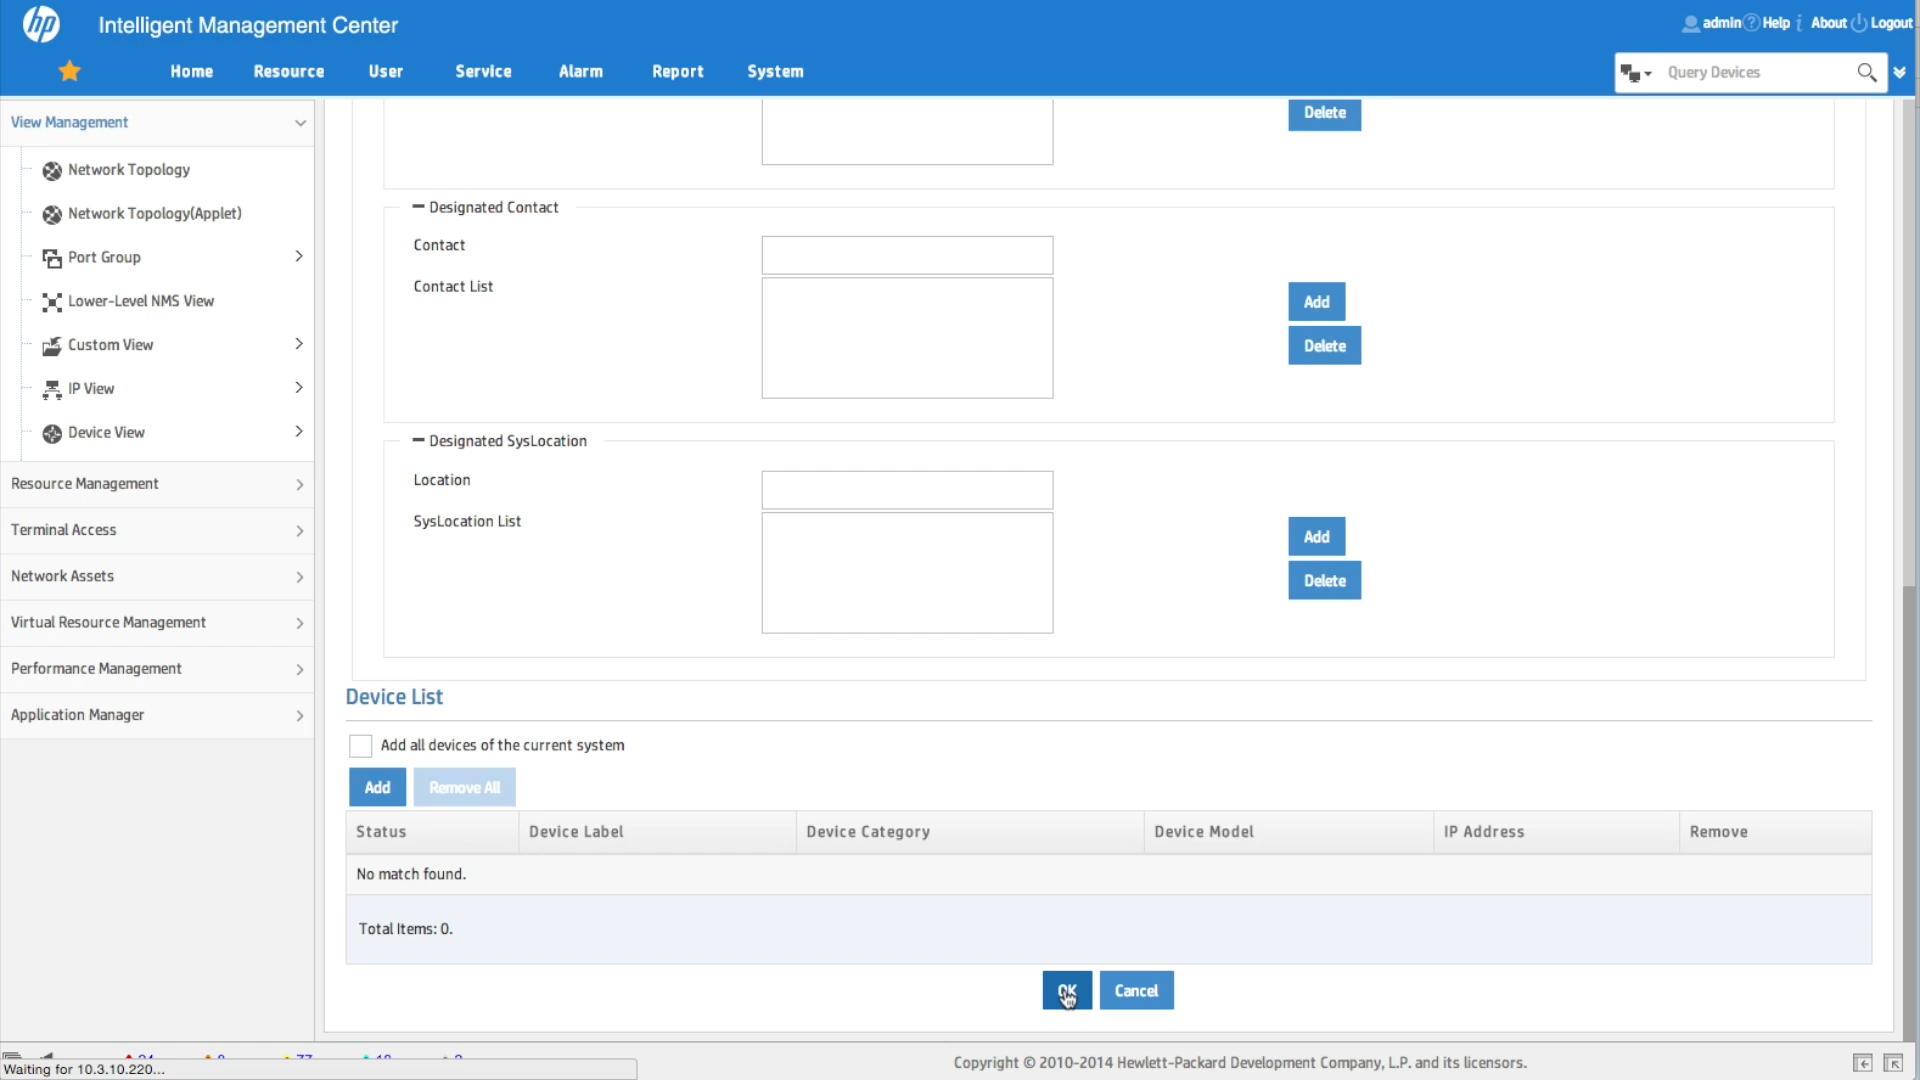 hp
Intelligent Management Center
admin Help About Logout
Home Resource User Service Alarm Report System
Query Devices
View Management
Network Topology
Network Topology(Applet)
Port Group
Lower-Level NMS View
Custom View
IP View
Device View
Resource Management
Terminal Access
Network Assets
Virtual Resource Management
Performance Management
Application Manager
Delete
Designated Contact
Contact
Contact List
Add
Delete
Designated SysLocation
Location
SysLocation List
Add
Delete
Device List
Add all devices of the current system
Add Remove All
Status Device Label Device Category Device Model IP Address Remove
No match found.
Total Items: 0.
OK Cancel
Waiting for 10.3.10.220...
Copyright © 2010-2014 Hewlett-Packard Development Company, L.P. and its licensors.